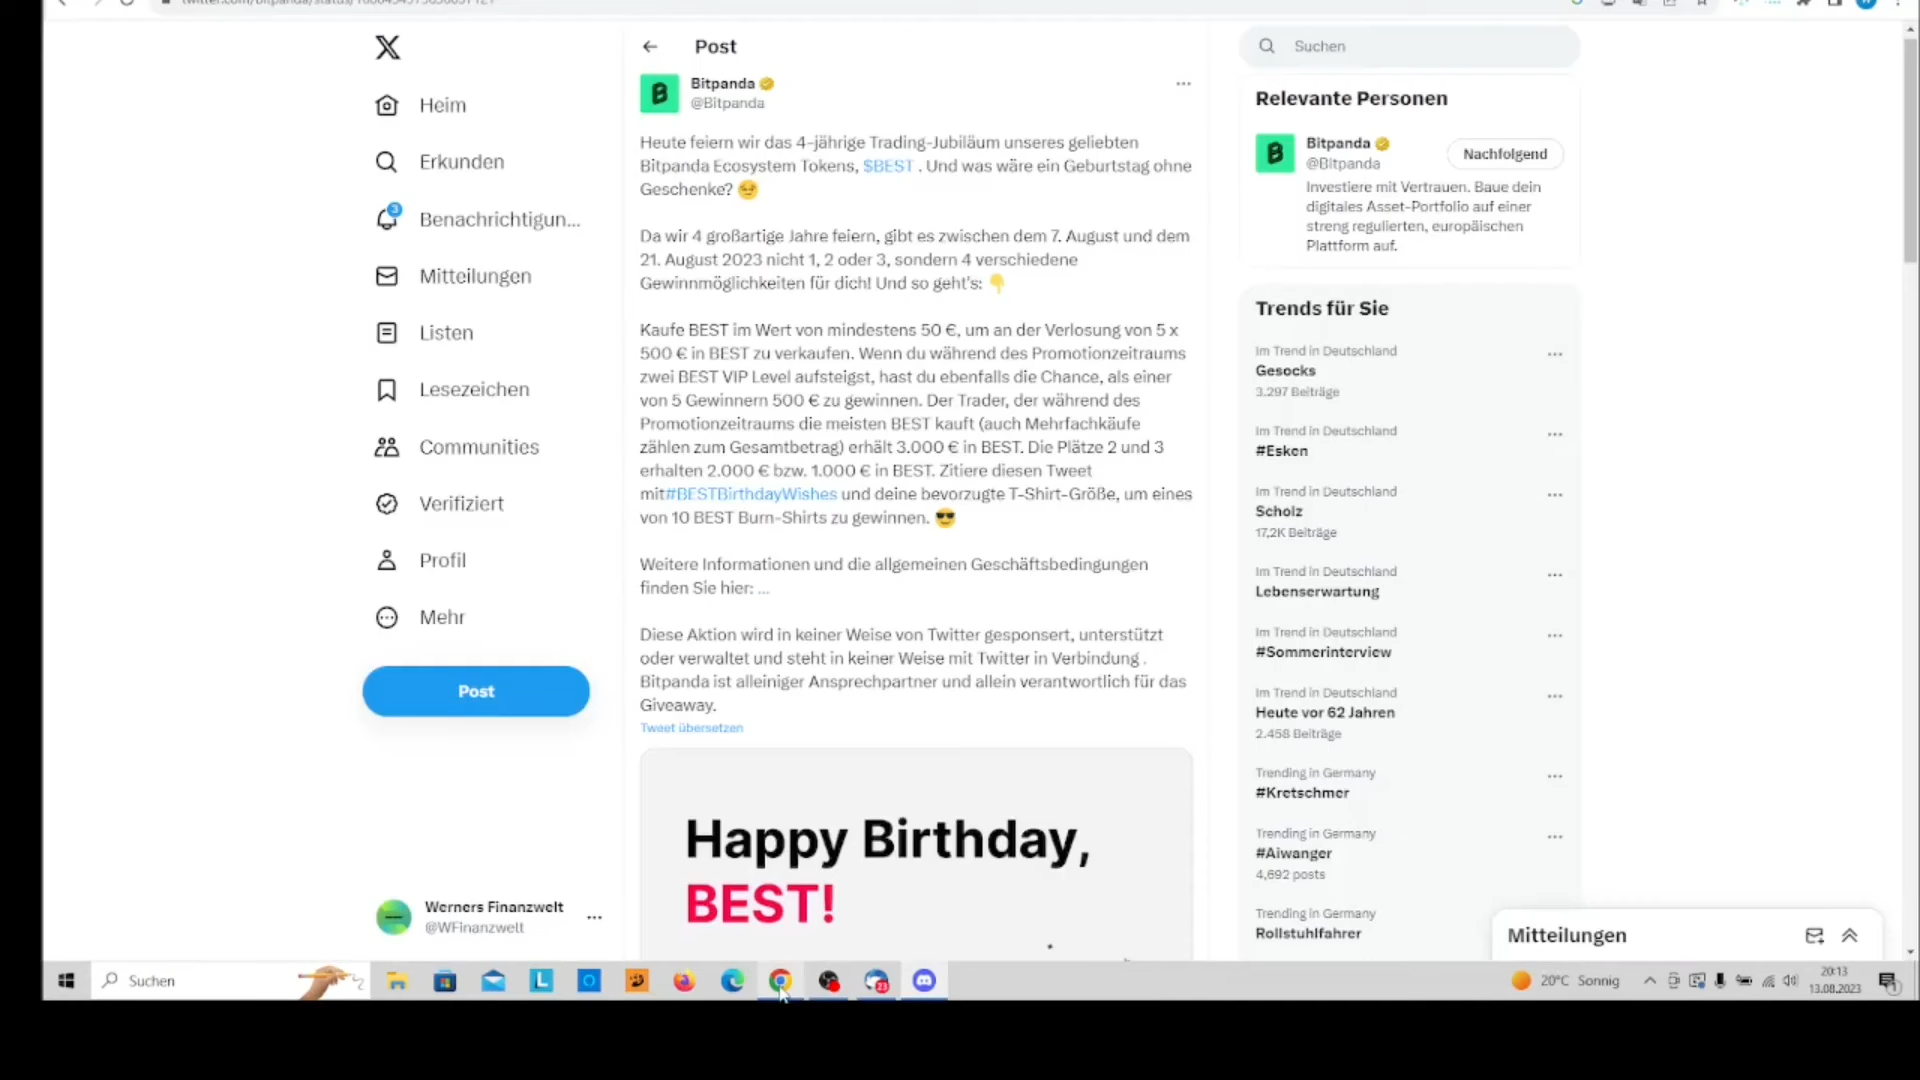 Post
Suchen
Bitpanda
@Bitpanda
Heim
Erkunden
3
Benachrichtigun...
Mitteilungen
Listen
Lesezeichen
Communities
Verifiziert
Profil
Mehr
Post
Werners Finanzwelt
@WFinanzwelt
Heute feiern wir das 4-jährige Trading-Jubiläum unseres geliebten
Bitpanda Ecosystem Tokens, $BEST . Und was wäre ein Geburtstag ohne
Geschenke? 😏
Da wir 4 großartige Jahre feiern, gibt es zwischen dem 7. August und dem
21. August 2023 nicht 1, 2 oder 3, sondern 4 verschiedene
Gewinnmöglichkeiten für dich! Und so geht's: 👇
Kaufe BEST im Wert von mindestens 50 €, um an der Verlosung von 5 x
500 € in BEST zu verkaufen. Wenn du während des Promotionzeitraums
zwei BEST VIP Level aufsteigst, hast du ebenfalls die Chance, als einer
von 5 Gewinnern 500 € zu gewinnen. Der Trader, der während des
Promotionzeitraums die meisten BEST kauft (auch Mehrfachkäufe
zählen zum Gesamtbetrag) erhält 3.000 € in BEST. Die Plätze 2 und 3
erhalten 2.000 € bzw. 1.000 € in BEST. Zitiere diesen Tweet
mit#BESTBirthdayWishes und deine bevorzugte T-Shirt-Größe, um eines
von 10 BEST Burn-Shirts zu gewinnen. 😎
Weitere Informationen und die allgemeinen Geschäftsbedingungen
finden Sie hier: ...
Diese Aktion wird in keiner Weise von Twitter gesponsert, unterstützt
oder verwaltet und steht in keiner Weise mit Twitter in Verbindung .
Bitpanda ist alleiniger Ansprechpartner und allein verantwortlich für das
Giveaway.
Tweet übersetzen
Happy Birthday,
BEST!
Relevante Personen
Bitpanda
@Bitpanda
Nachfolgend
Investiere mit Vertrauen. Baue dein
digitales Asset-Portfolio auf einer
streng regulierten, europäischen
Plattform auf.
Trends für Sie
Im Trend in Deutschland
Gesocks
3.297 Beiträge
Im Trend in Deutschland
#Esken
Im Trend in Deutschland
Scholz
17,2K Beiträge
Im Trend in Deutschland
Lebenserwartung
Im Trend in Deutschland
#Sommerinterview
Im Trend in Deutschland
Heute vor 62 Jahren
2.458 Beiträge
Trending in Germany
#Kretschmer
Trending in Germany
#Aiwanger
4,692 posts
Trending in Germany
Rollstuhlfahrer
Mitteilungen
Suchen
L
23
20°C Sonnig
20:13
13.08.2023
1